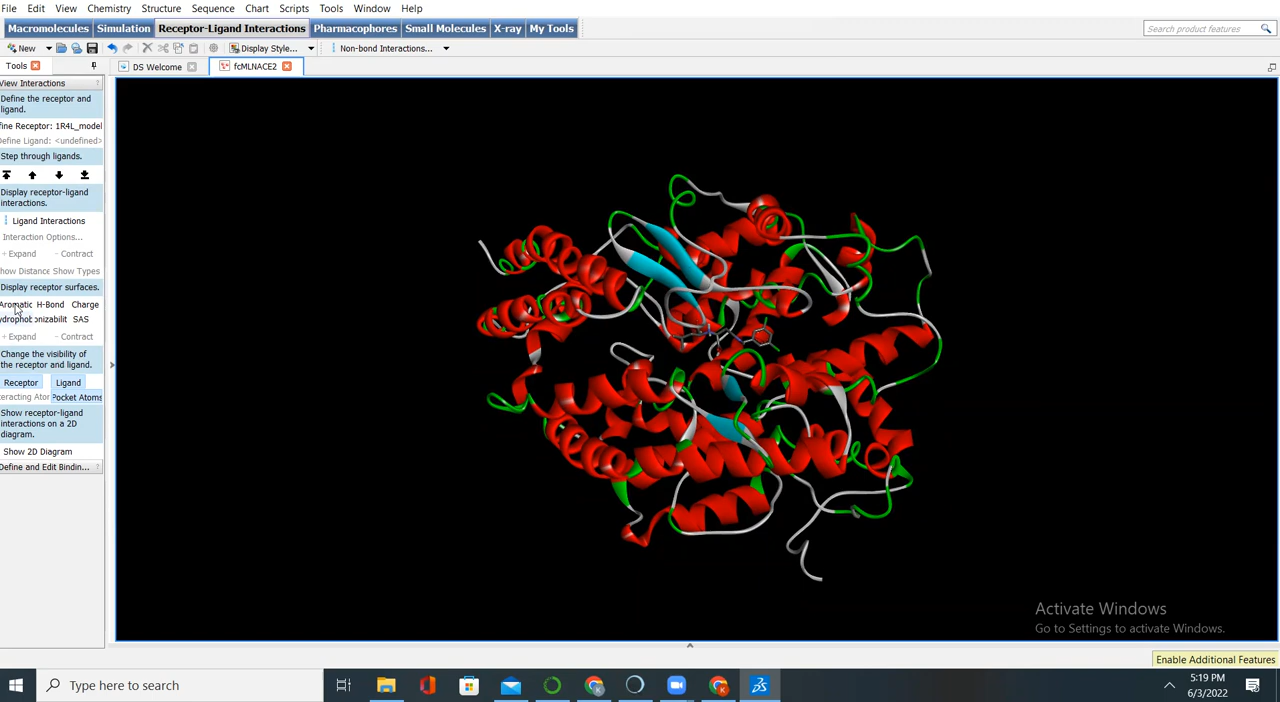 File Edit View Chemistry Structure Sequence Chart Scripts Tools Window Help
Macromolecules Simulation Receptor-Ligand Interactions Pharmacophores Small Molecules X-ray My Tools
Search product features
New Display Style... Non-bond Interactions...
Tools DS Welcome fcMLNACE2
View Interactions
Define the receptor and
ligand.
fine Receptor: 1R4L_model
Define Ligand: <undefined>
Step through ligands.
Display receptor-ligand
interactions.
Ligand Interactions
Interaction Options...
+ Expand - Contract
how Distance Show Types
Display receptor surfaces.
Aromatic H-Bond Charge
ydrophob onizabilit SAS
+ Expand - Contract
Change the visibility of
the receptor and ligand.
Receptor Ligand
eracting Ator Pocket Atoms
Show receptor-ligand
interactions on a 2D
diagram.
Show 2D Diagram
Define and Edit Bindin...
Activate Windows
Go to Settings to activate Windows.
Enable Additional Features
Type here to search
5:19 PM
6/3/2022